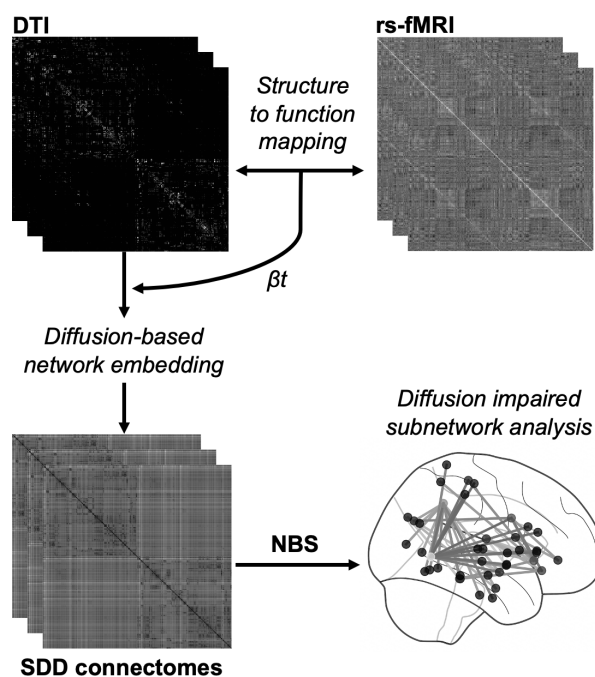 DTI
rs-fMRI
Structure
to function
mapping
βt
Diffusion-based
network embedding
Diffusion impaired
subnetwork analysis
NBS
SDD connectomes